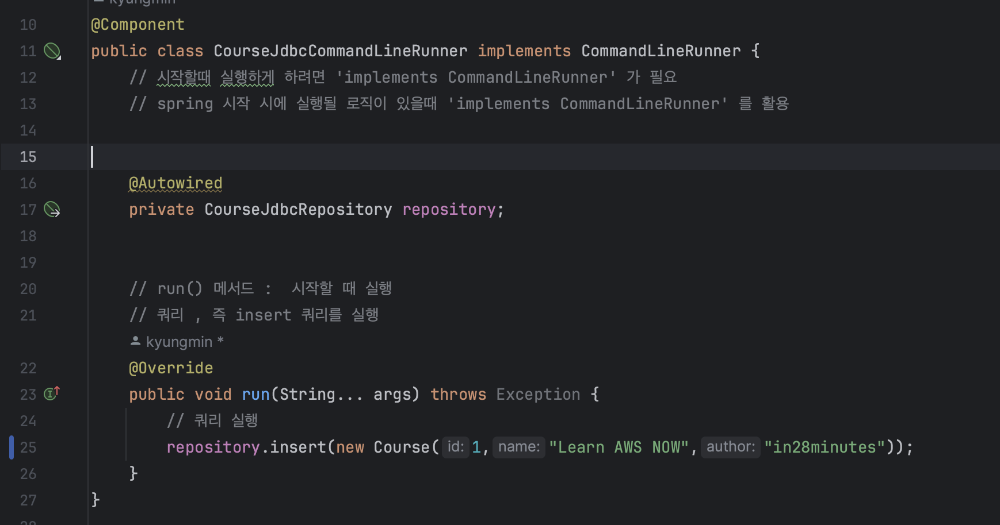 kyungmin
10 @Component
11 public class CourseJdbcCommandLineRunner implements CommandLineRunner {
12 // 시작할때 실행하게 하려면 'implements CommandLineRunner' 가 필요
13 // spring 시작 시에 실행될 로직이 있을때 'implements CommandLineRunner' 를 활용
14
15
16 @Autowired
17 private CourseJdbcRepository repository;
18
19
20 // run() 메서드 :  시작할 때 실행
21 // 쿼리 , 즉 insert 쿼리를 실행
kyungmin *
22 @Override
23 public void run(String... args) throws Exception {
24 // 쿼리 실행
25 repository.insert(new Course( id: 1, name: "Learn AWS NOW", author: "in28minutes"));
26 }
27 }
28